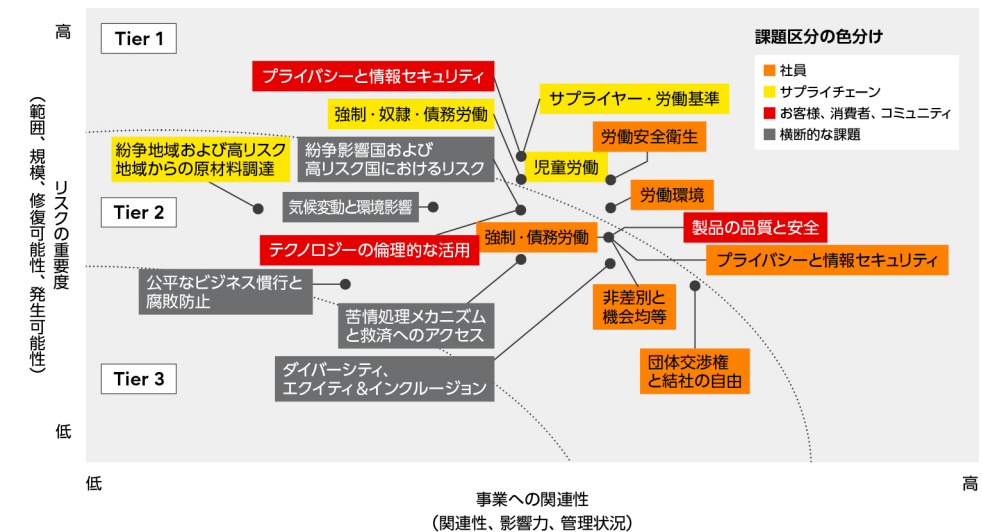 高
Tier 1
課題区分の色分け
社員
サプライチェーン
お客様、消費者、コミュニティ
横断的な課題
プライバシーと情報セキュリティ
サプライヤー・労働基準
強制・奴隷・債務労働
労働安全衛生
紛争地域および高リスク
地域からの原材料調達
紛争影響国および
高リスク国におけるリスク
児童労働
労働環境
Tier 2
気候変動と環境影響
製品の品質と安全
テクノロジーの倫理的な活用
強制・債務労働
プライバシーと情報セキュリティ
公平なビジネス慣行と
腐敗防止
非差別と
機会均等
苦情処理メカニズム
と救済へのアクセス
団体交渉権
と結社の自由
Tier 3
ダイバーシティ、
エクイティ&インクルージョン
リスクの重要度
(範囲、規模、修復可能性、発生可能性)
低
低
高
事業への関連性
(関連性、影響力、管理状況)